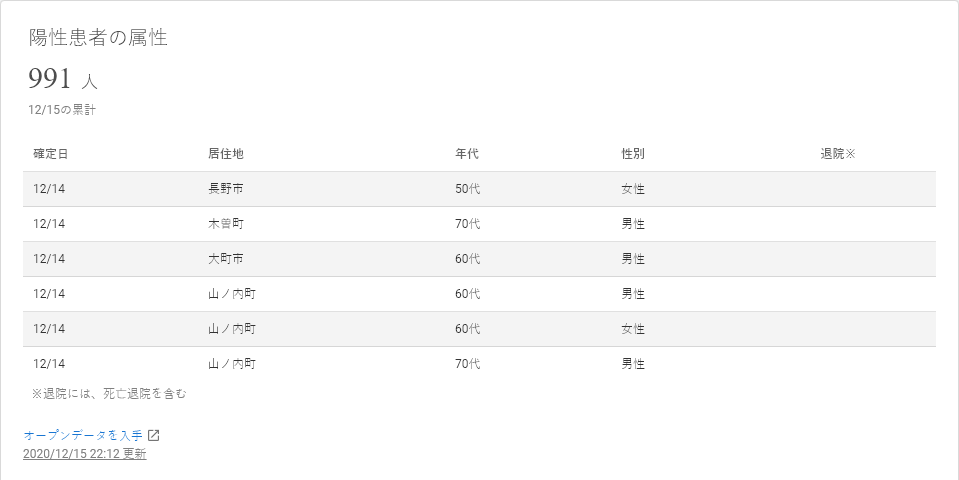 陽性患者の属性
991 人
12/15の累計
確定日 居住地 年代 性別 退院※
12/14 長野市 50代 女性
12/14 木曽町 70代 男性
12/14 大町市 60代 男性
12/14 山ノ内町 60代 男性
12/14 山ノ内町 60代 女性
12/14 山ノ内町 70代 男性
※退院には、死亡退院を含む
オープンデータを入手
2020/12/15 22:12 更新